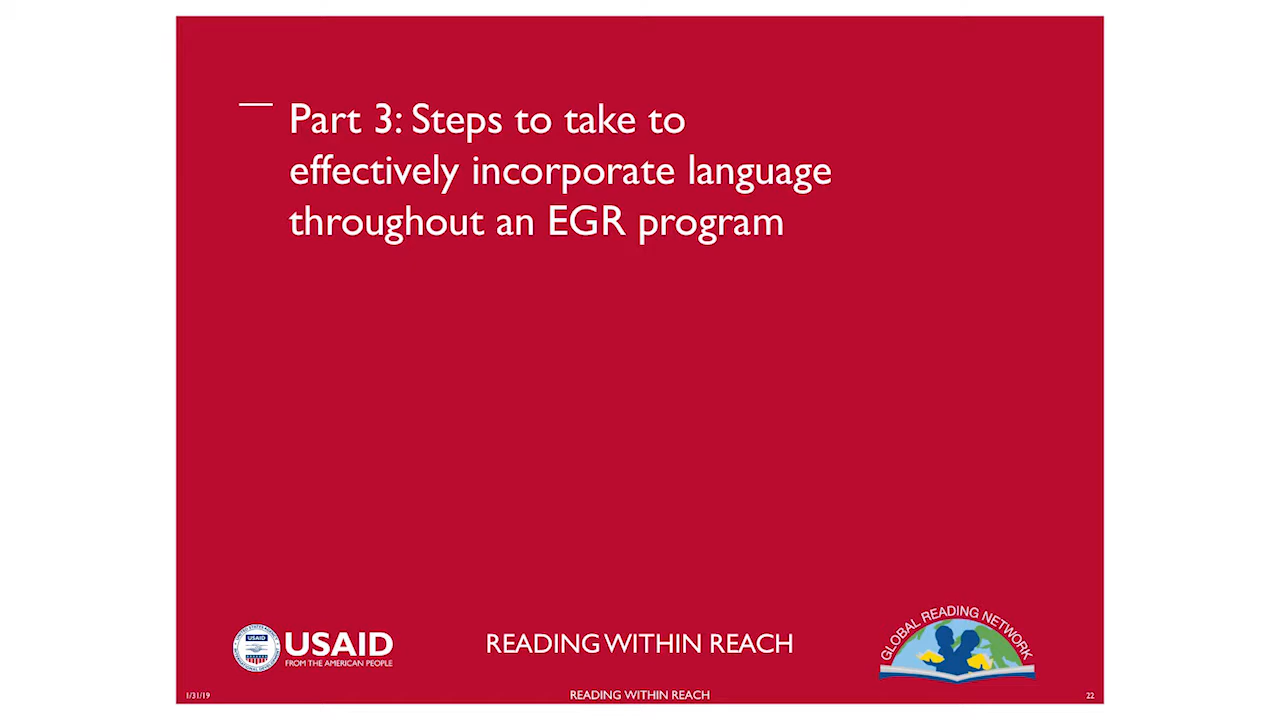 Part 3: Steps to take to
effectively incorporate language
throughout an EGR program
USAID
USAID
FROM THE AMERICAN PEOPLE
READING WITHIN REACH
GLOBAL READING NETWORK
1/31/19
READING WITHIN REACH
22